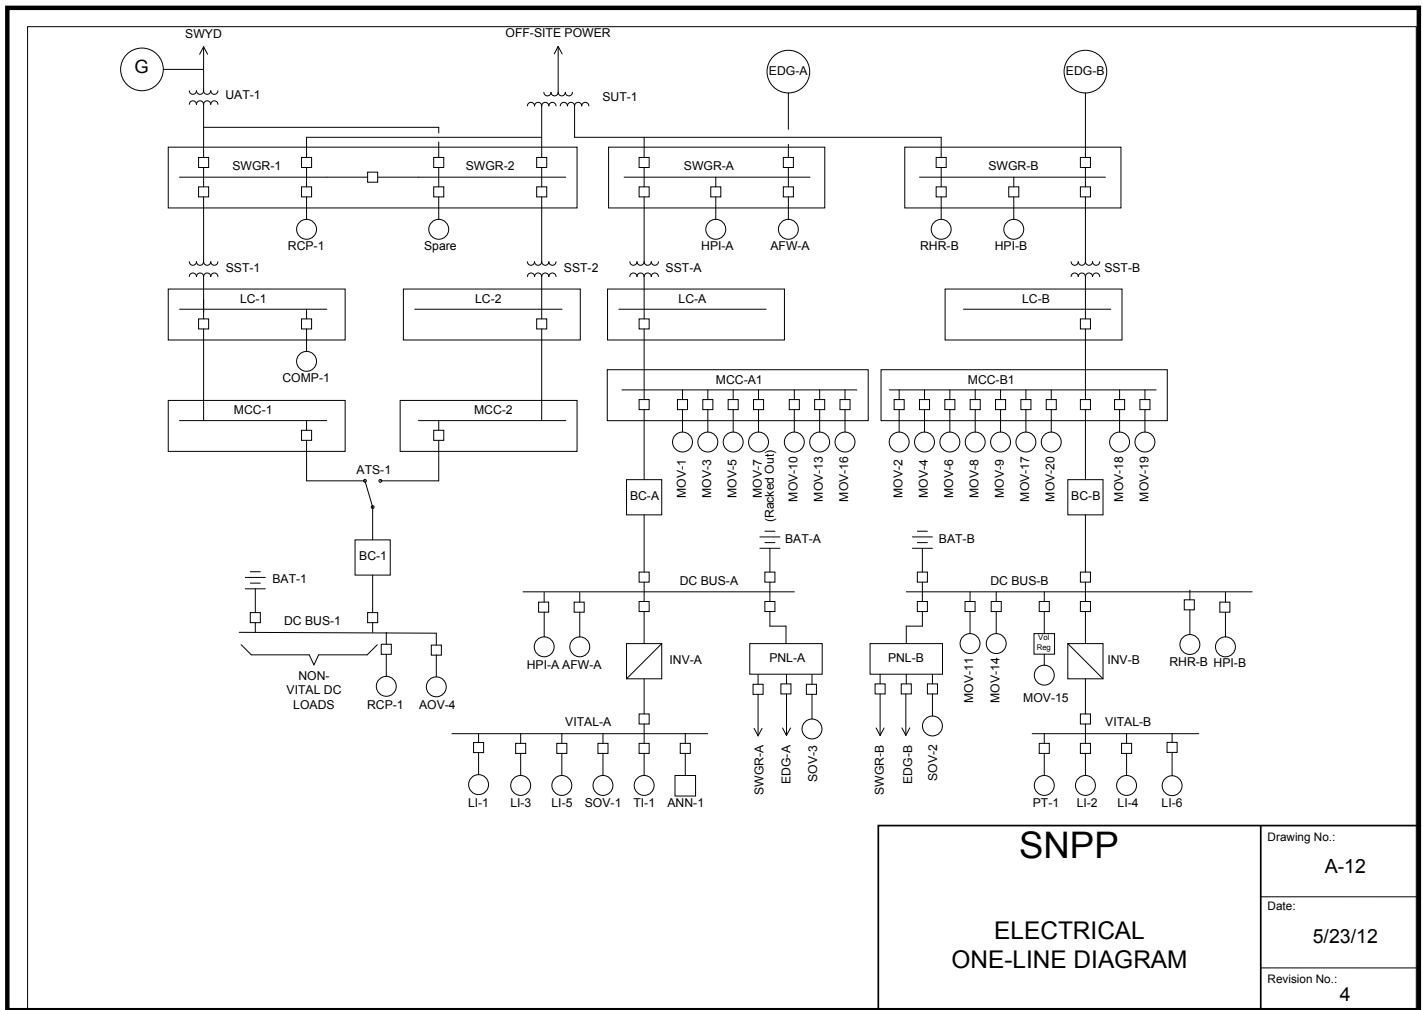 SWYD
OFF-SITE POWER
G
EDG-A
EDG-B
UAT-1
SUT-1
SWGR-1
SWGR-2
SWGR-A
SWGR-B
RCP-1
Spare
HPI-A
AFW-A
RHR-B
HPI-B
SST-1
SST-2
SST-A
SST-B
LC-1
LC-2
LC-A
LC-B
COMP-1
MCC-A1
MCC-B1
MCC-1
MCC-2
MOV-1
MOV-3
MOV-5
MOV-7
(Racked Out)
MOV-10
MOV-13
MOV-16
MOV-2
MOV-4
MOV-6
MOV-8
MOV-9
MOV-17
MOV-20
MOV-18
MOV-19
ATS-1
BC-A
BC-B
BC-1
BAT-A
BAT-B
BAT-1
DC BUS-A
DC BUS-B
DC BUS-1
HPI-A
AFW-A
INV-A
PNL-A
PNL-B
MOV-11
MOV-14
Vol
Reg
MOV-15
INV-B
RHR-B
HPI-B
NON-
VITAL DC
LOADS
RCP-1
AOV-4
VITAL-A
VITAL-B
SWGR-A
EDG-A
SOV-3
SWGR-B
EDG-B
SOV-2
LI-1
LI-3
LI-5
SOV-1
TI-1
ANN-1
PT-1
LI-2
LI-4
LI-6
SNPP
ELECTRICAL
ONE-LINE DIAGRAM
Drawing No.:
A-12
Date:
5/23/12
Revision No.:
4